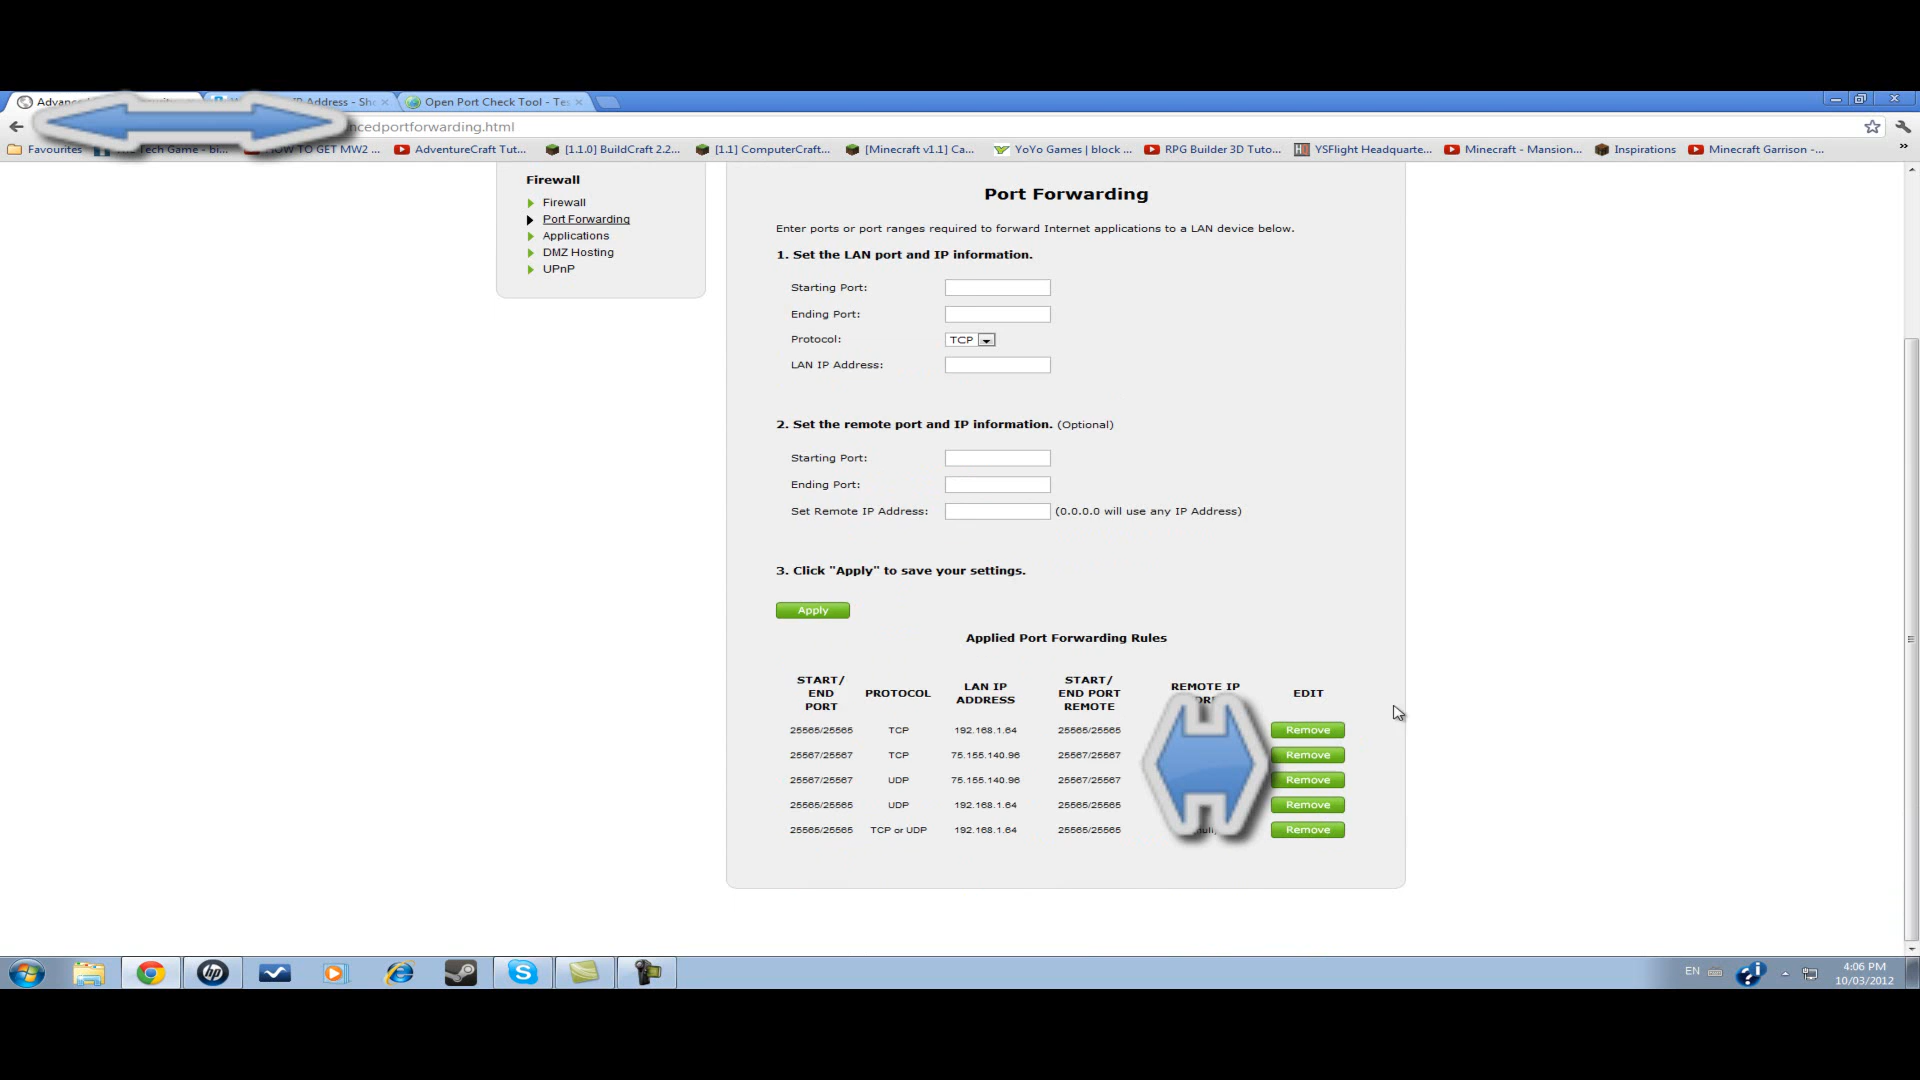 Address - Sho
Open Port Check Tool - Tes
ncedportforwarding.html
Favourites
The Tech Game - bi...
HOW TO GET MW2 ...
AdventureCraft Tut...
[1.1.0] BuildCraft 2.2...
[1.1] ComputerCraft...
[Minecraft v1.1] Ca...
YoYo Games | block ...
RPG Builder 3D Tuto...
YSFlight Headquarte...
Minecraft - Mansion...
Inspirations
Minecraft Garrison -...
Firewall
Firewall
Port Forwarding
Applications
DMZ Hosting
UPnP
Port Forwarding
Enter ports or port ranges required to forward Internet applications to a LAN device below.
1. Set the LAN port and IP information.
Starting Port:
Ending Port:
Protocol: TCP
LAN IP Address:
2. Set the remote port and IP information. (Optional)
Starting Port:
Ending Port:
Set Remote IP Address: (0.0.0.0 will use any IP Address)
3. Click "Apply" to save your settings.
Apply
Applied Port Forwarding Rules
START/ END PORT
PROTOCOL
LAN IP ADDRESS
START/ END PORT REMOTE
REMOTE IP
EDIT
25565/25565 TCP 192.168.1.64 25565/25565 Remove
25567/25567 TCP 75.155.140.96 25567/25567 Remove
25567/25567 UDP 75.155.140.96 25567/25567 Remove
25565/25565 UDP 192.168.1.64 25565/25565 Remove
25565/25565 TCP or UDP 192.168.1.64 25565/25565 Remove
hp
EN
4:06 PM
10/03/2012